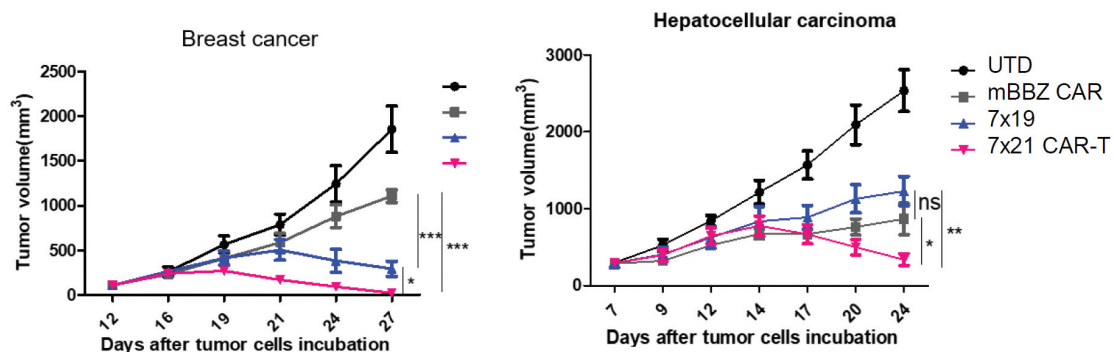 Breast cancer
Tumor volume(mm³)
2500
2000
1500
1000
500
0
12 16 19 21 24 27
Days after tumor cells incubation
***
***
*
Hepatocellular carcinoma
Tumor volume(mm³)
3000
2000
1000
0
7 9 12 14 17 20 24
Days after tumor cells incubation
UTD
mBBZ CAR
7x19
7x21 CAR-T
ns
**
*